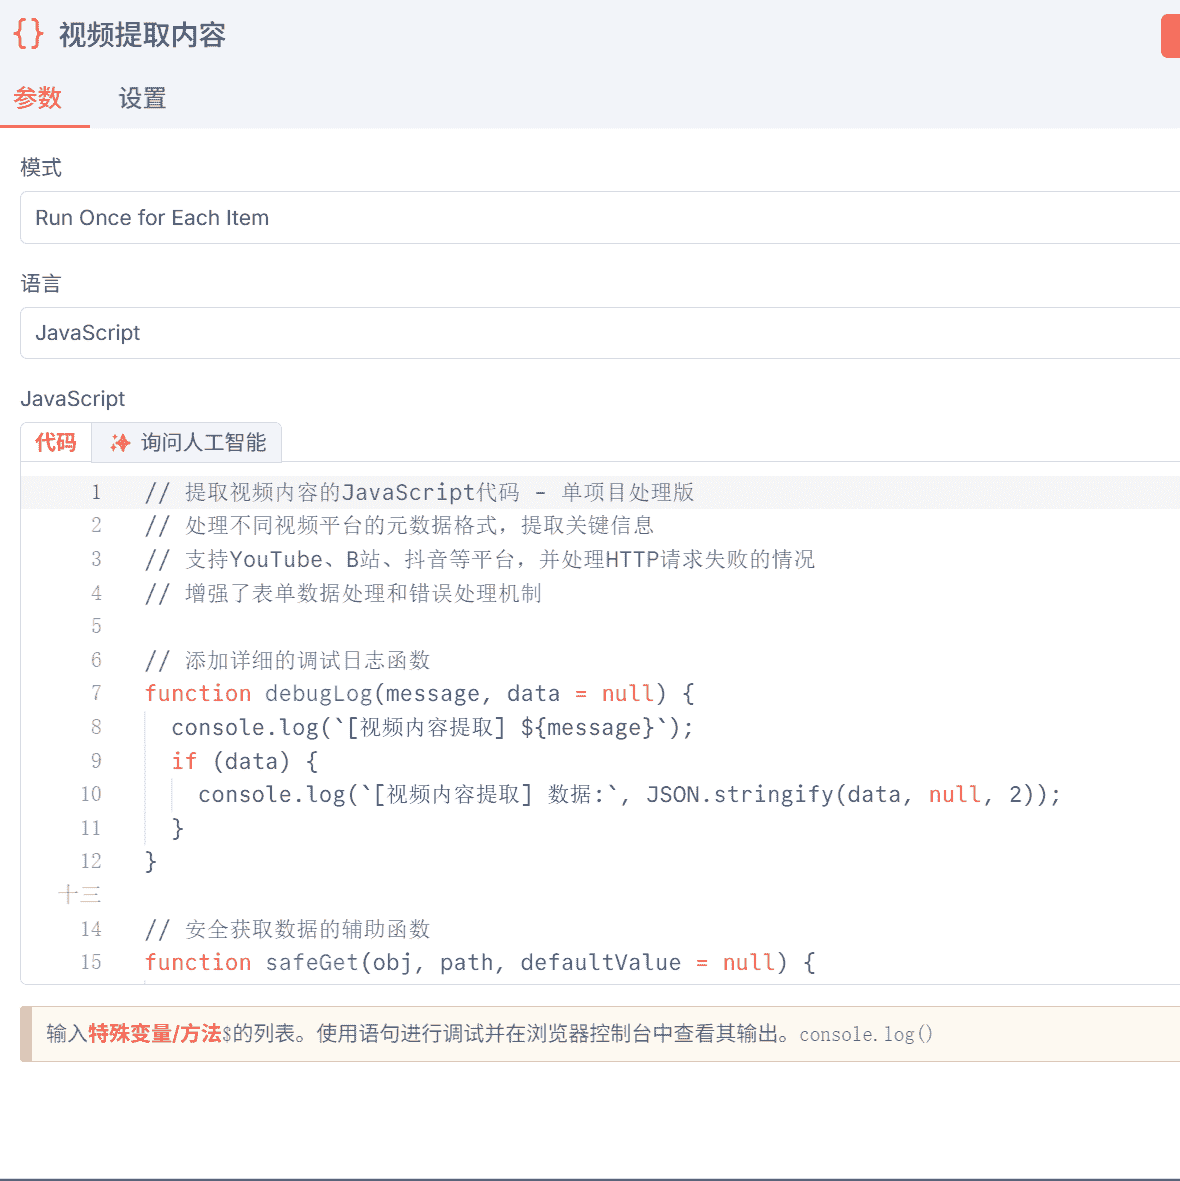 {} 视频提取内容
参数 设置
模式
Run Once for Each Item
语言
JavaScript
JavaScript
代码 询问人工智能
1 // 提取视频内容的JavaScript代码 - 单项目处理版
2 // 处理不同视频平台的元数据格式，提取关键信息
3 // 支持YouTube、B站、抖音等平台，并处理HTTP请求失败的情况
4 // 增强了表单数据处理和错误处理机制
5
6 // 添加详细的调试日志函数
7 function debugLog(message, data = null) {
8 console.log(`[视频内容提取] ${message}`);
9 if (data) {
10 console.log(`[视频内容提取] 数据:`, JSON.stringify(data, null, 2));
11 }
12 }
十三
14 // 安全获取数据的辅助函数
15 function safeGet(obj, path, defaultValue = null) {
输入特殊变量/方法$的列表。使用语句进行调试并在浏览器控制台中查看其输出。console.log()